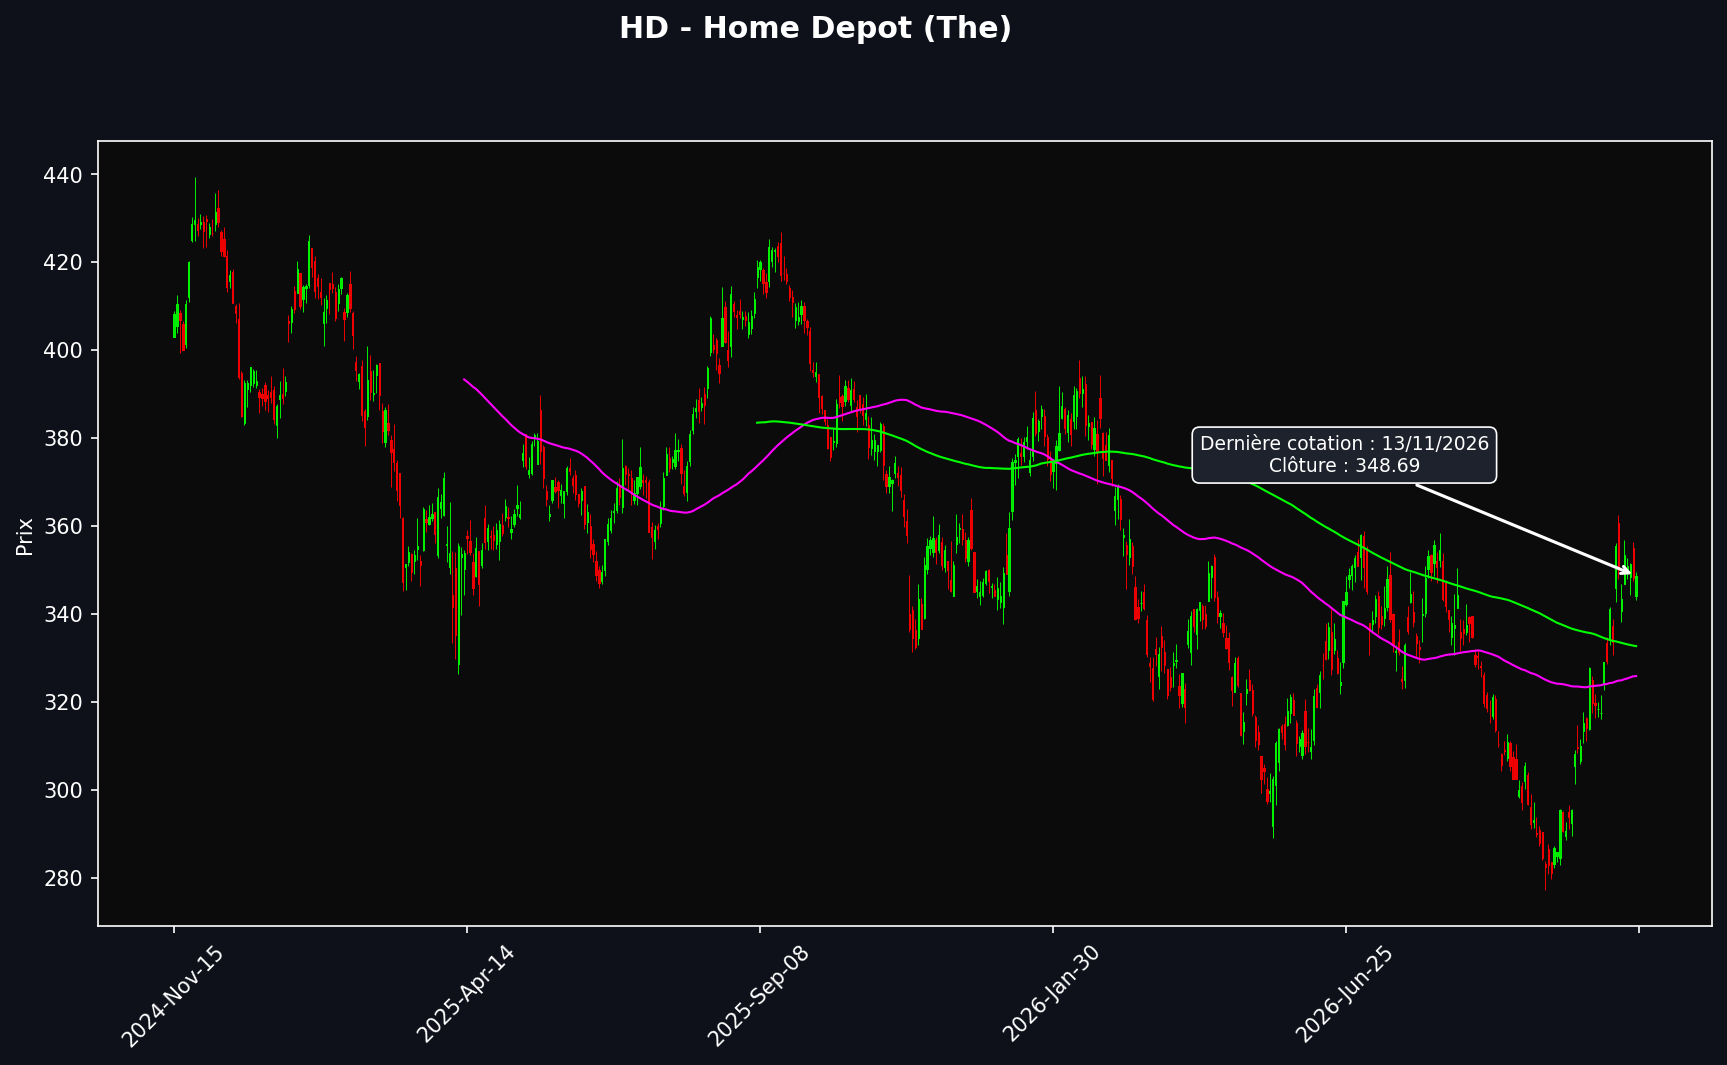 HD - Home Depot (The)
440
420
400
380
360
340
320
300
280
Prix
Dernière cotation : 13/11/2026
Clôture : 348.69
2024-Nov-15
2025-Apr-14
2025-Sep-08
2026-Jan-30
2026-Jun-25